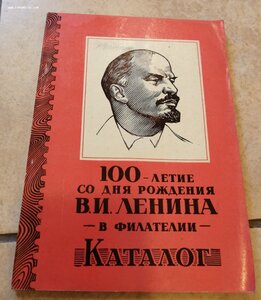 100-ЛЕТИЕ
СО ДНЯ РОЖДЕНИЯ
В.И. ЛЕНИНА
— В ФИЛАТЕЛИИ —
КАТАЛОГ